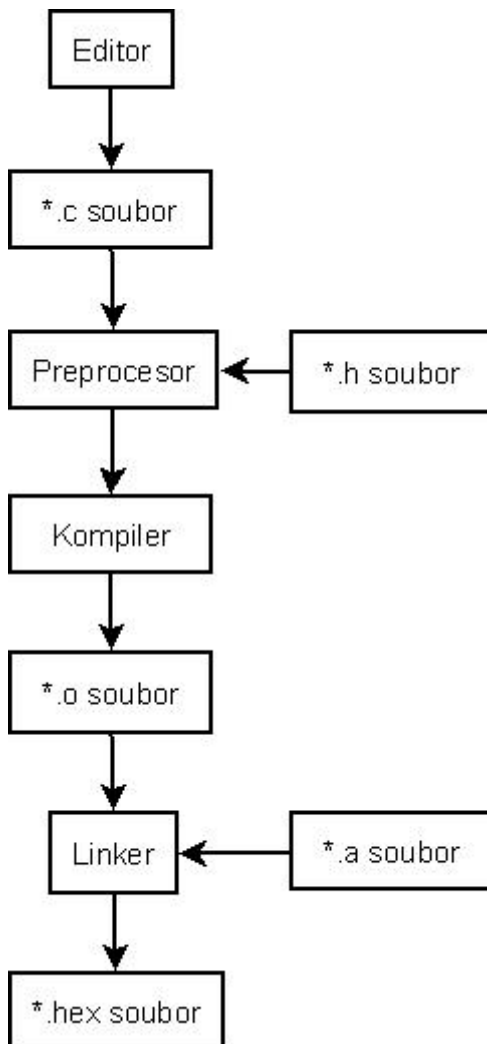 Editor
*.c soubor
Preprocesor
*.h soubor
Kompiler
*.o soubor
Linker
*.a soubor
*.hex soubor